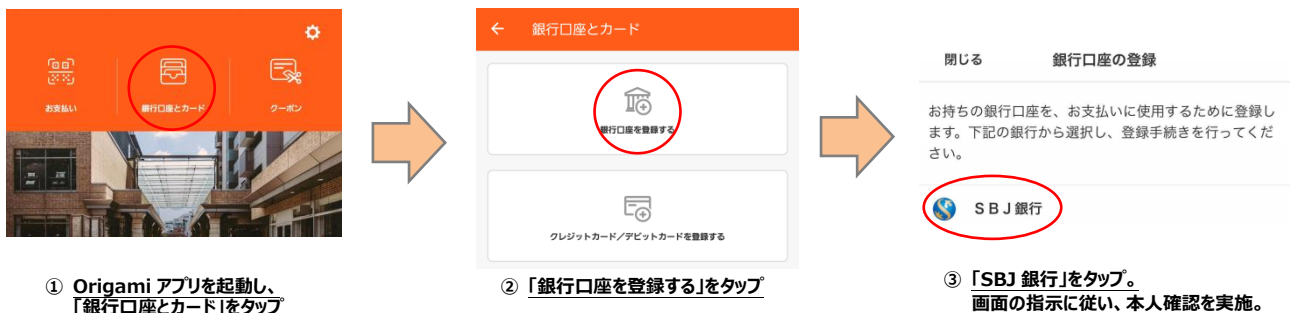 お支払い
銀行口座とカード
クーポン
① Origami アプリを起動し、
「銀行口座とカード」をタップ
← 銀行口座とカード
銀行口座を登録する
クレジットカード／デビットカードを登録する
② 「銀行口座を登録する」をタップ
閉じる 銀行口座の登録
お持ちの銀行口座を、お支払いに使用するために登録し
ます。下記の銀行から選択し、登録手続きを行ってくだ
さい。
ＳＢＪ銀行
③ 「SBJ 銀行」をタップ。
画面の指示に従い、本人確認を実施。